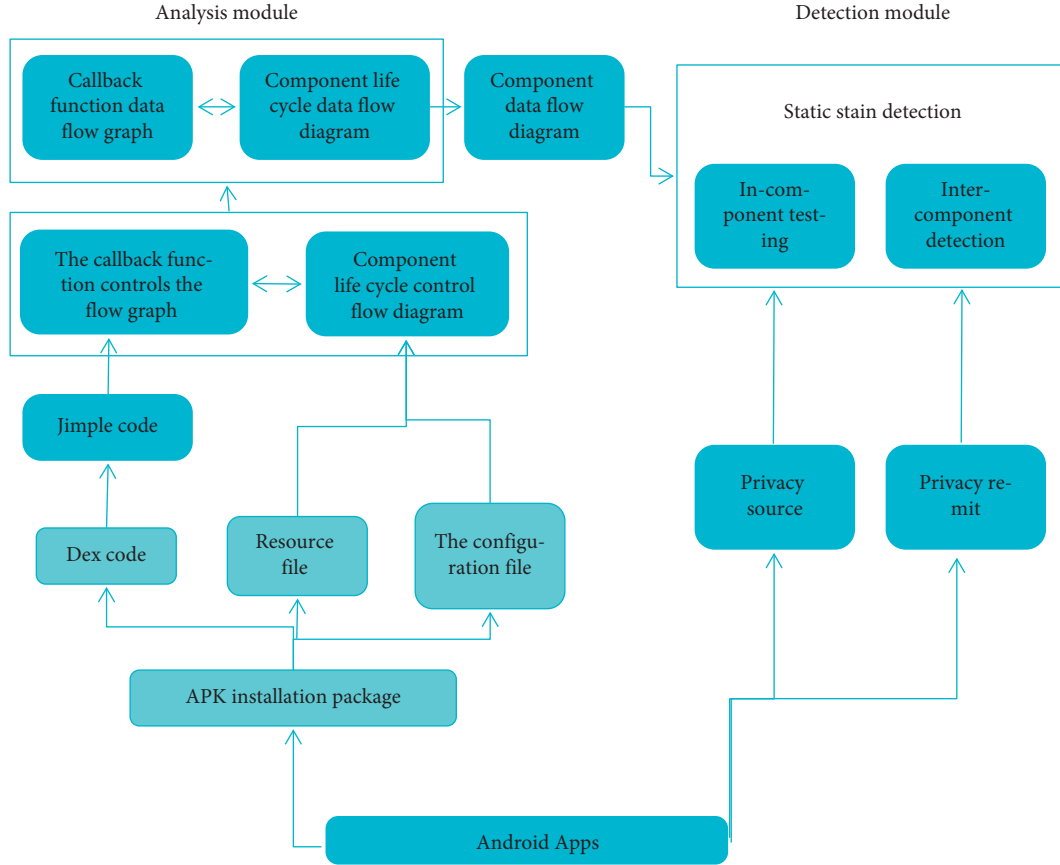 Analysis module
Detection module
Callback
function data
flow graph
Component life
cycle data flow
diagram
Component
data flow
diagram
Static stain detection
In-com-
ponent test-
ing
Inter-
component
detection
The callback func-
tion controls the
flow graph
Component
life cycle control
flow diagram
Jimple code
Privacy
source
Privacy re-
mit
Dex code
Resource
file
The configu-
ration file
APK installation package
Android Apps